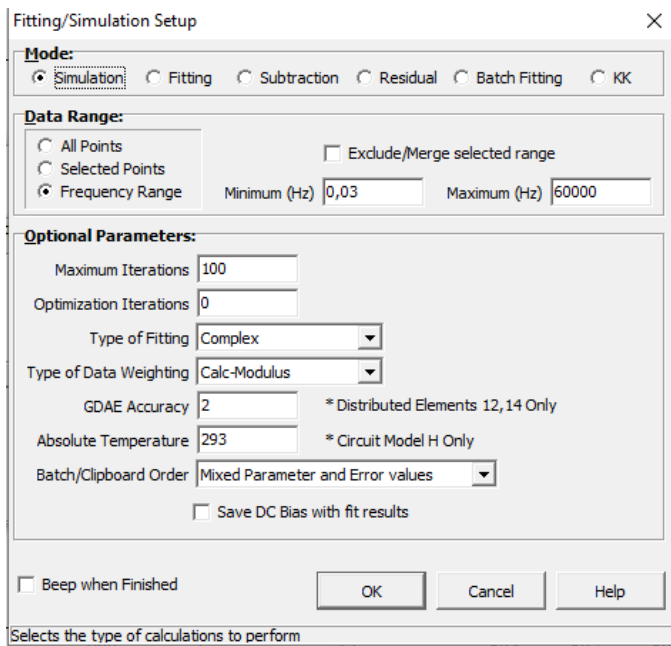 Fitting/Simulation Setup
Mode:
Simulation Fitting Subtraction Residual Batch Fitting KK
Data Range:
All Points
Selected Points
Frequency Range
Exclude/Merge selected range
Minimum (Hz) 0,03 Maximum (Hz) 60000
Optional Parameters:
Maximum Iterations 100
Optimization Iterations 0
Type of Fitting Complex
Type of Data Weighting Calc-Modulus
GDAE Accuracy 2 * Distributed Elements 12,14 Only
Absolute Temperature 293 * Circuit Model H Only
Batch/Clipboard Order Mixed Parameter and Error values
Save DC Bias with fit results
Beep when Finished OK Cancel Help
Selects the type of calculations to perform